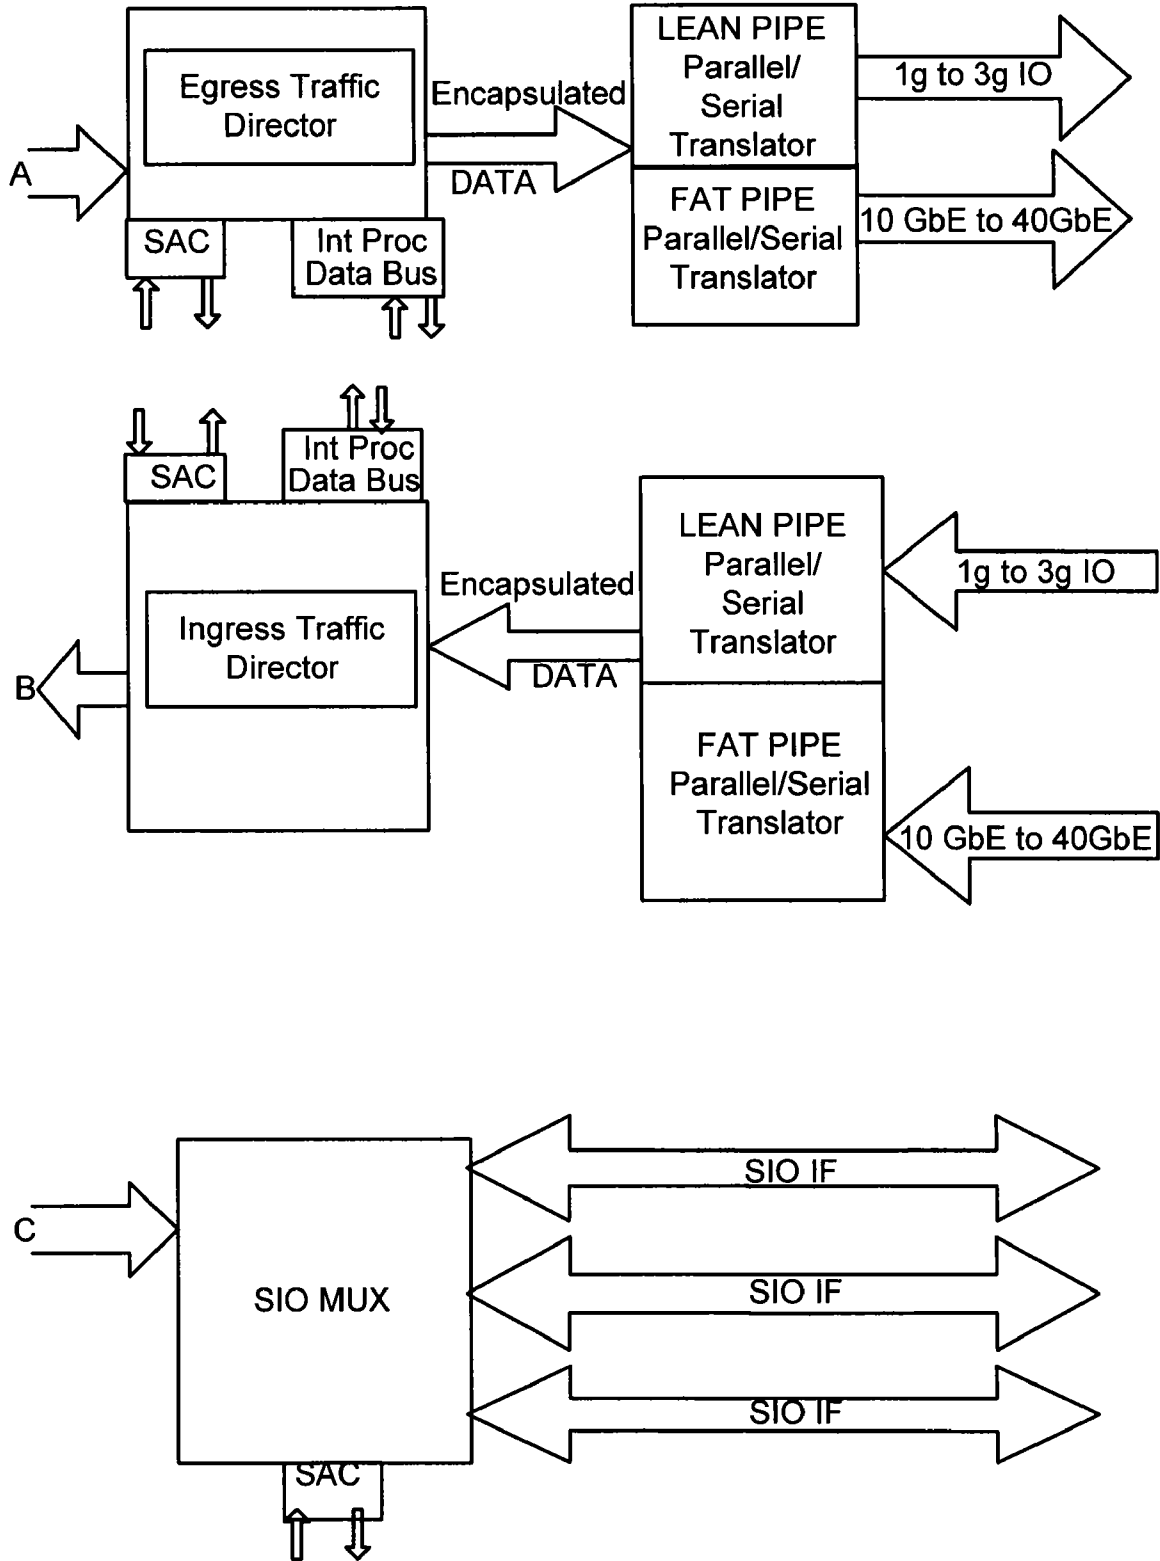 LEAN PIPE
Parallel/
Serial
Translator
1g to 3g IO
Egress Traffic
Director
Encapsulated
DATA
A
FAT PIPE
Parallel/Serial
Translator
10 GbE to 40GbE
SAC
Int Proc
Data Bus
Int Proc
Data Bus
SAC
LEAN PIPE
Parallel/
Serial
Translator
1g to 3g IO
Encapsulated
DATA
Ingress Traffic
Director
B
FAT PIPE
Parallel/Serial
Translator
10 GbE to 40GbE
SIO IF
C
SIO MUX
SIO IF
SIO IF
SAC